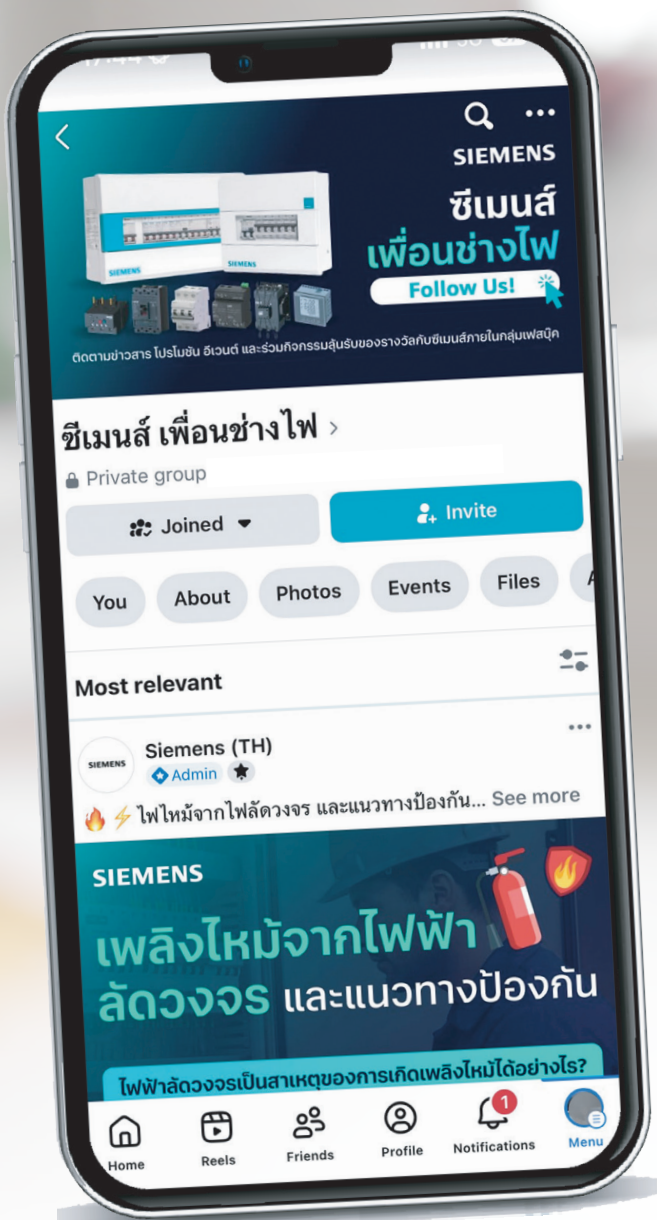 SIEMENS
ซีเมนส์
เพื่อนช่างไฟ
Follow Us!
SIEMENS
SIEMENS
ติดตามข่าวสาร โปรโมชัน อีเวนต์ และร่วมกิจกรรมลุ้นรับของรางวัลกับซีเมนส์ภายในกลุ่มเฟสบุ๊ค
ซีเมนส์ เพื่อนช่างไฟ
Private group
Joined
Invite
You About Photos Events Files
Most relevant
SIEMENS
Siemens (TH)
Admin
ไฟไหม้จากไฟลัดวงจร และแนวทางป้องกัน... See more
SIEMENS
เพลิงไหม้จากไฟฟ้า
ลัดวงจร และแนวทางป้องกัน
ไฟฟ้าลัดวงจรเป็นสาเหตุของการเกิดเพลิงไหม้ได้อย่างไร?
1
Home Reels Friends Profile Notifications Menu